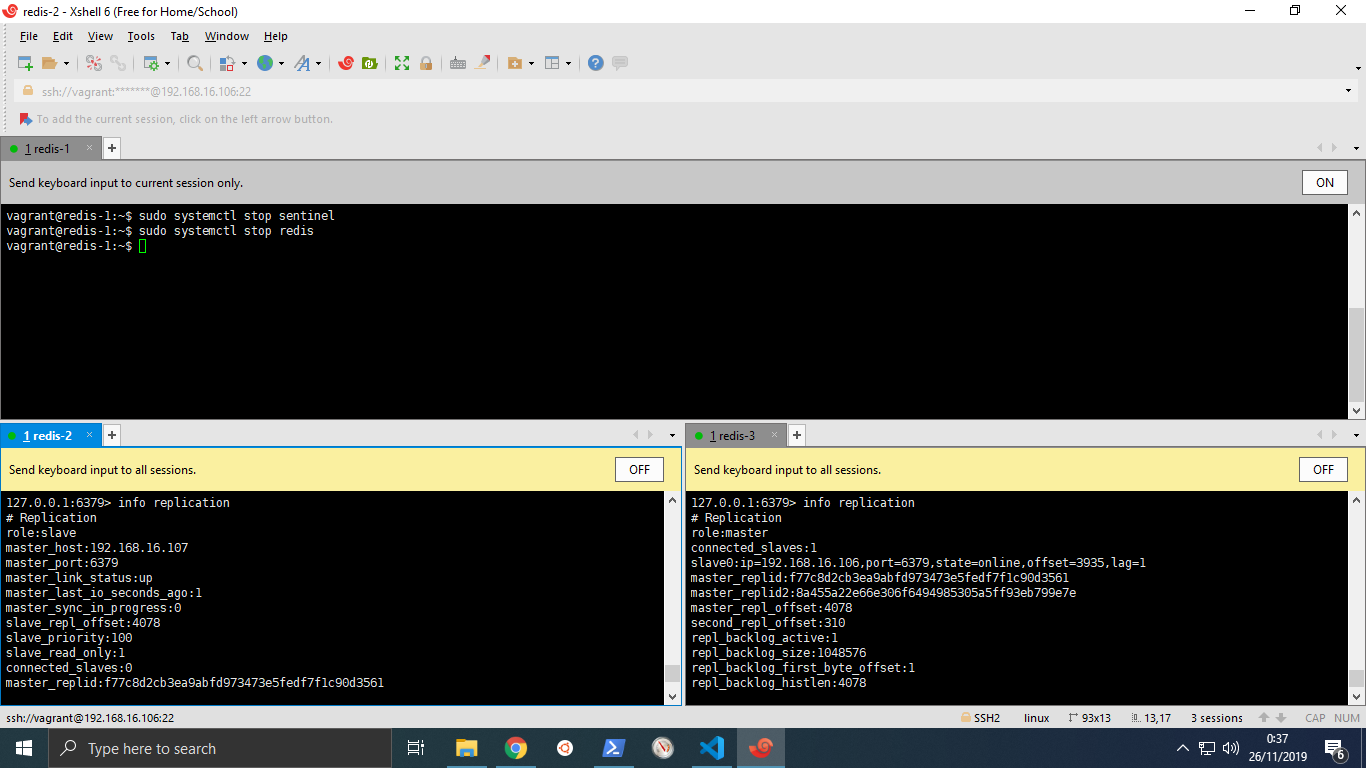 redis-2 - Xshell 6 (Free for Home/School)
File Edit View Tools Tab Window Help
ssh://vagrant:*******@192.168.16.106:22
To add the current session, click on the left arrow button.
1 redis-1
Send keyboard input to current session only. ON
vagrant@redis-1:~$ sudo systemctl stop sentinel
vagrant@redis-1:~$ sudo systemctl stop redis
vagrant@redis-1:~$
1 redis-2
Send keyboard input to all sessions. OFF
127.0.0.1:6379> info replication
# Replication
role:slave
master_host:192.168.16.107
master_port:6379
master_link_status:up
master_last_io_seconds_ago:1
master_sync_in_progress:0
slave_repl_offset:4078
slave_priority:100
slave_read_only:1
connected_slaves:0
master_replid:f77c8d2cb3ea9abfd973473e5fedf7f1c90d3561
1 redis-3
Send keyboard input to all sessions. OFF
127.0.0.1:6379> info replication
# Replication
role:master
connected_slaves:1
slave0:ip=192.168.16.106,port=6379,state=online,offset=3935,lag=1
master_replid:f77c8d2cb3ea9abfd973473e5fedf7f1c90d3561
master_replid2:8a455a22e66e306f6494985305a5ff93eb799e7e
master_repl_offset:4078
second_repl_offset:310
repl_backlog_active:1
repl_backlog_size:1048576
repl_backlog_first_byte_offset:1
repl_backlog_histlen:4078
ssh://vagrant@192.168.16.106:22 SSH2 linux 93x13 13,17 3 sessions CAP NUM
Type here to search
0:37
26/11/2019
6